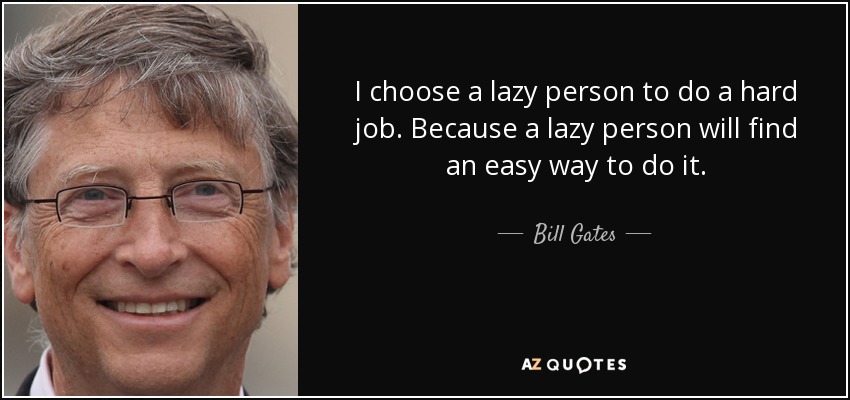 I choose a lazy person to do a hard
job. Because a lazy person will find
an easy way to do it.
Bill Gates
AZ QUOTES